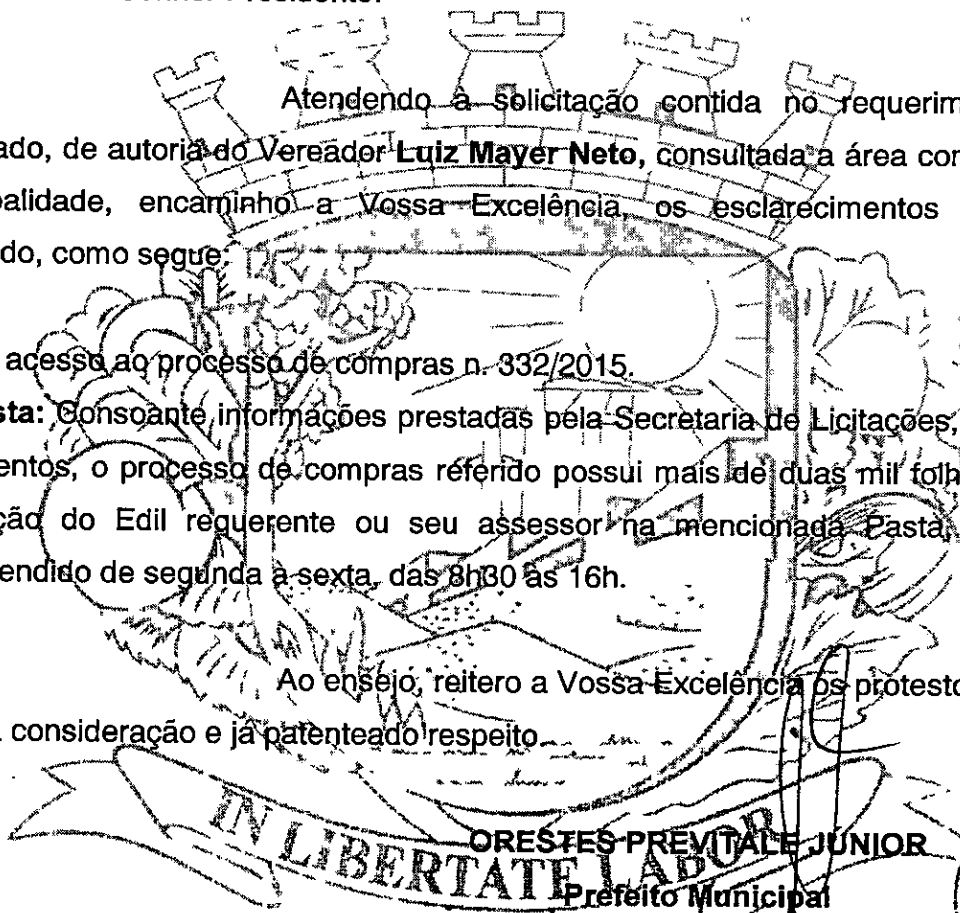 Atendendo à solicitação contida no requerim
ado, de autoria do Vereador Luiz Mayer Neto, consultada a área com
palidade, encaminho a Vossa Excelência, os esclarecimentos
do, como segue:
acesso ao processo de compras n. 332/2015.
sta: Consoante informações prestadas pela Secretaria de Licitações,
entos, o processo de compras referido possui mais de duas mil folh
ção do Edil requerente ou seu assessor na mencionada Pasta,
endido de segunda a sexta, das 8h30 às 16h.
Ao ensejo, reitero a Vossa Excelência os protesto
consideração e já patenteado respeito.
IN LIBERTATE LABOR
ORESTES PREVITALE JUNIOR
Prefeito Municipal